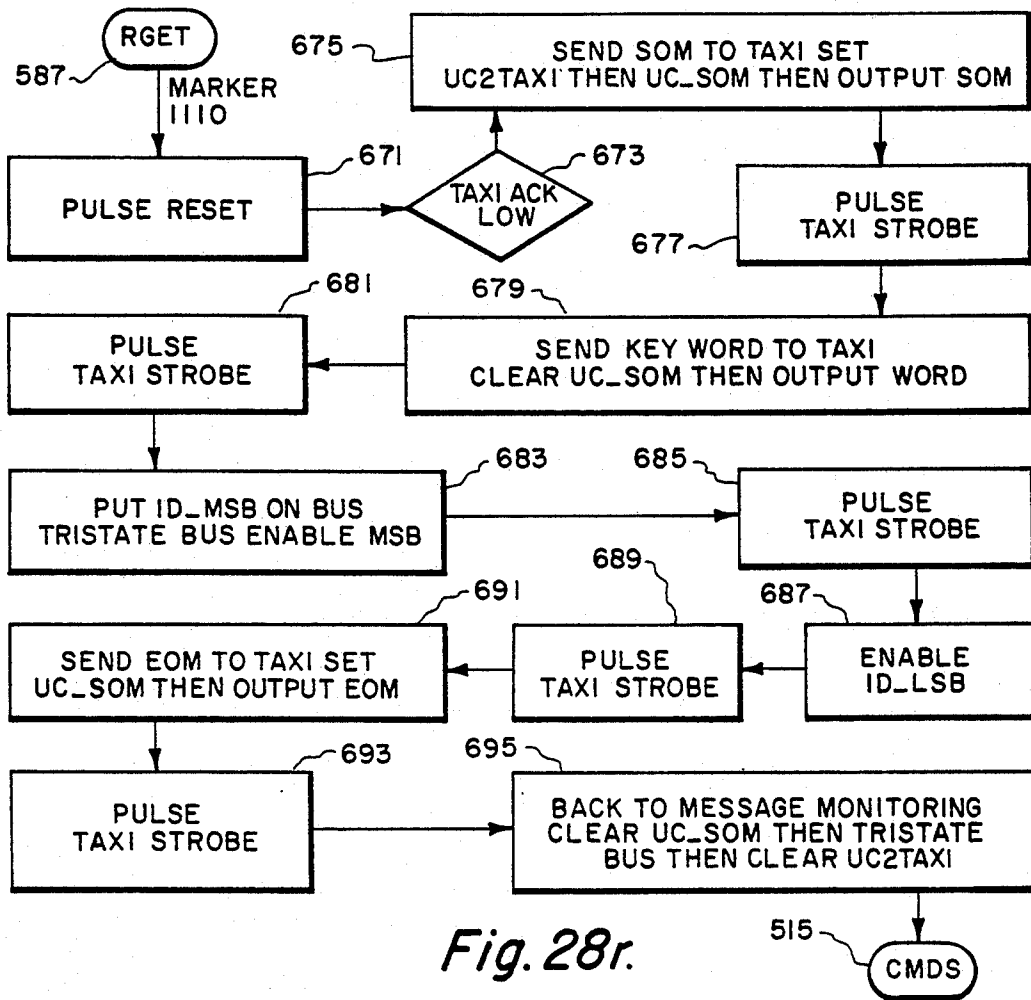 RGET
587
MARKER
1110
671
PULSE RESET
673
TAXI ACK
LOW
675
SEND SOM TO TAXI SET
UC2TAXI THEN UC_SOM THEN OUTPUT SOM
677
PULSE
TAXI STROBE
679
SEND KEY WORD TO TAXI
CLEAR UC_SOM THEN OUTPUT WORD
681
PULSE
TAXI STROBE
683
PUT ID_MSB ON BUS
TRISTATE BUS ENABLE MSB
685
PULSE
TAXI STROBE
687
ENABLE
ID_LSB
689
PULSE
TAXI STROBE
691
SEND EOM TO TAXI SET
UC_SOM THEN OUTPUT EOM
693
PULSE
TAXI STROBE
695
BACK TO MESSAGE MONITORING
CLEAR UC_SOM THEN TRISTATE
BUS THEN CLEAR UC2TAXI
515
CMDS
Fig. 28r.